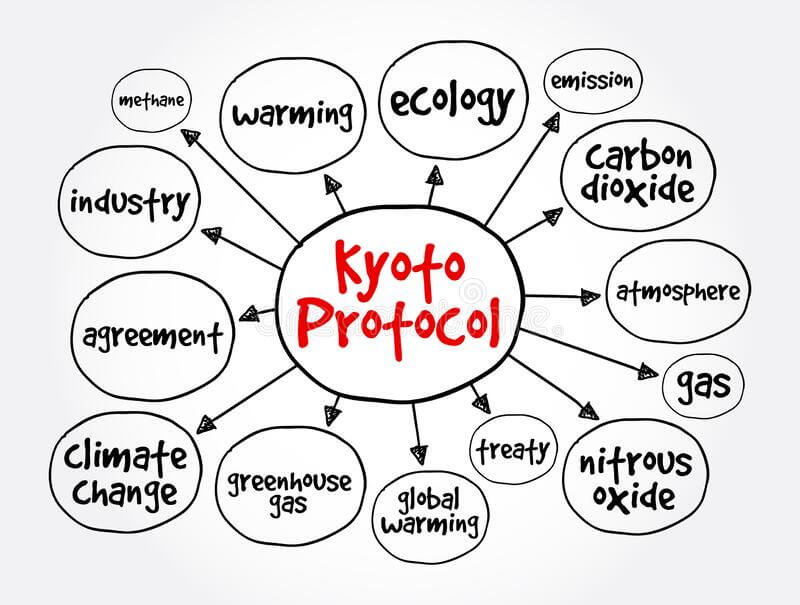 methane
warming
ecology
emission
industry
carbon
dioxide
Kyoto
Protocol
atmosphere
agreement
gas
climate
change
greenhouse
gas
global
warming
treaty
nitrous
oxide